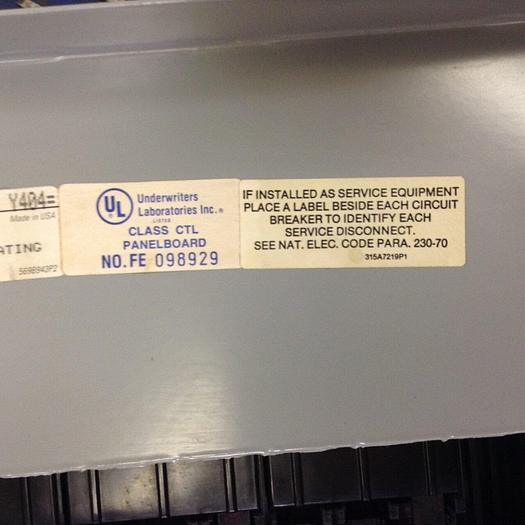 Y404=
Made in USA
ATING
569B943P2
UL
Underwriters
Laboratories Inc.®
LISTED
CLASS CTL
PANELBOARD
NO. FE 098929
IF INSTALLED AS SERVICE EQUIPMENT
PLACE A LABEL BESIDE EACH CIRCUIT
BREAKER TO IDENTIFY EACH
SERVICE DISCONNECT.
SEE NAT. ELEC. CODE PARA. 230-70
315A7219P1